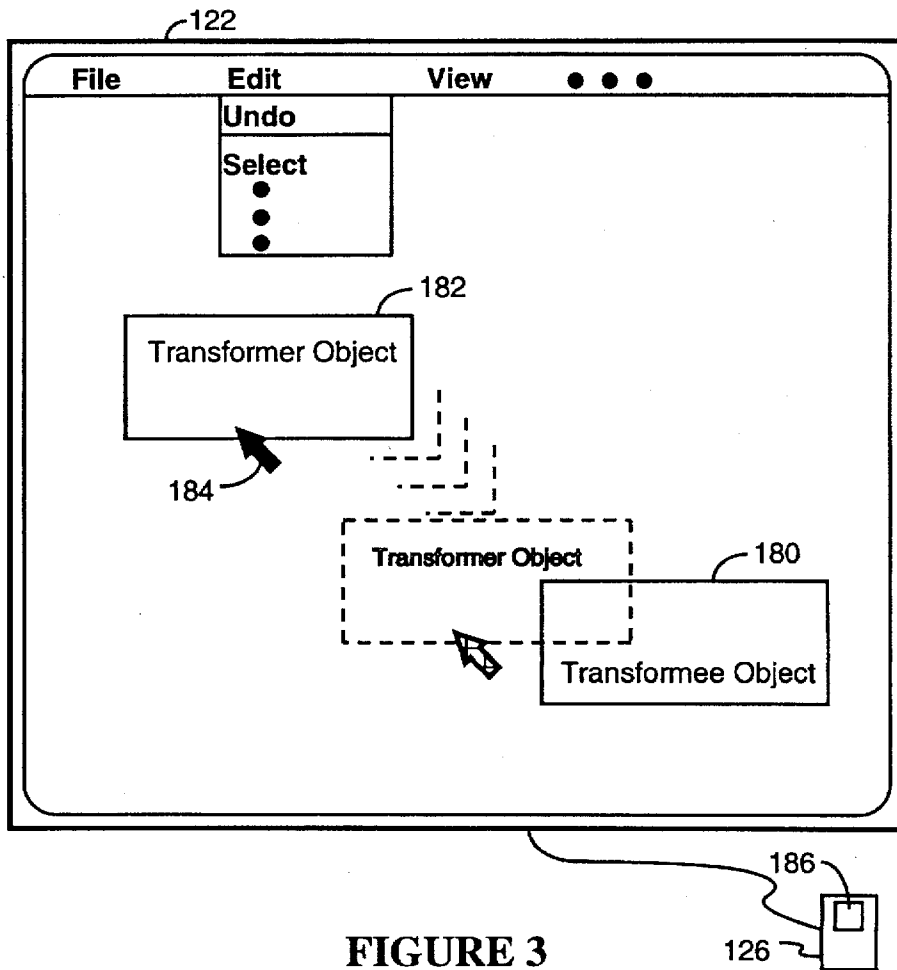 122
File Edit View
Undo
Select
182
Transformer Object
184
Transformer Object
180
Transformee Object
186
FIGURE 3
126